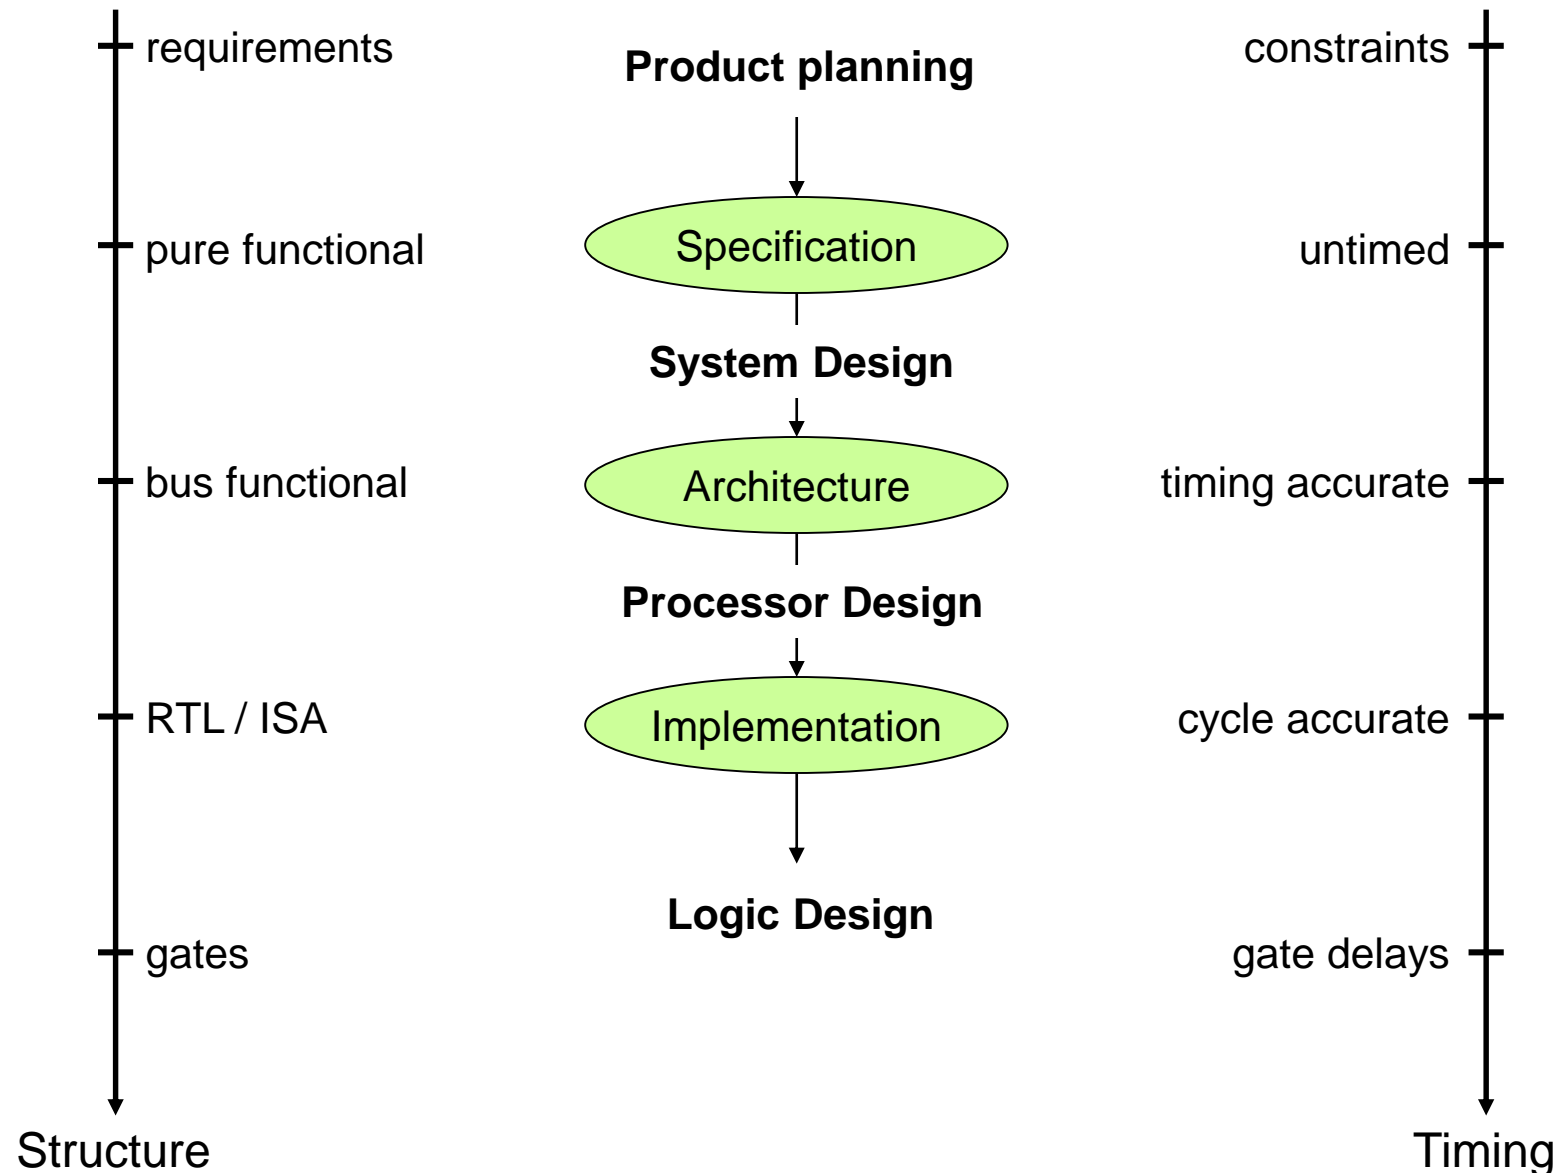 requirements
Product planning
constraints
pure functional
Specification
untimed
System Design
bus functional
Architecture
timing accurate
Processor Design
RTL / ISA
Implementation
cycle accurate
Logic Design
gates
gate delays
Structure
Timing